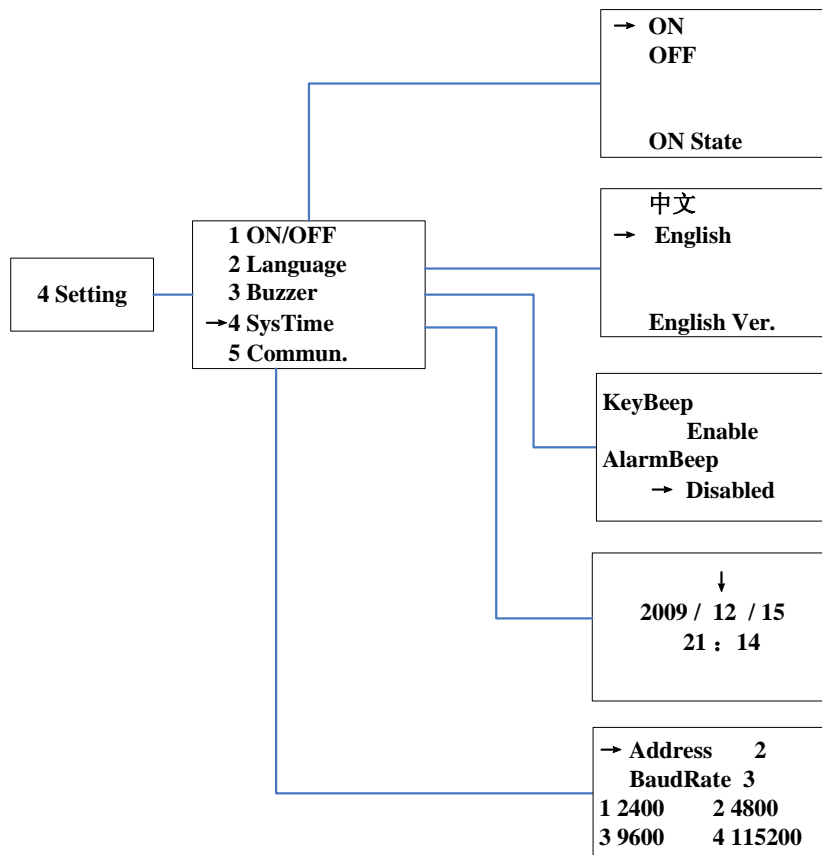 4 Setting
1 ON/OFF
2 Language
3 Buzzer
→4 SysTime
5 Commun.
→ ON
OFF
ON State
中文
→ English
English Ver.
KeyBeep
Enable
AlarmBeep
→ Disabled
↓
2009 / 12 / 15
21 : 14
→ Address 2
BaudRate 3
1 2400 2 4800
3 9600 4 115200